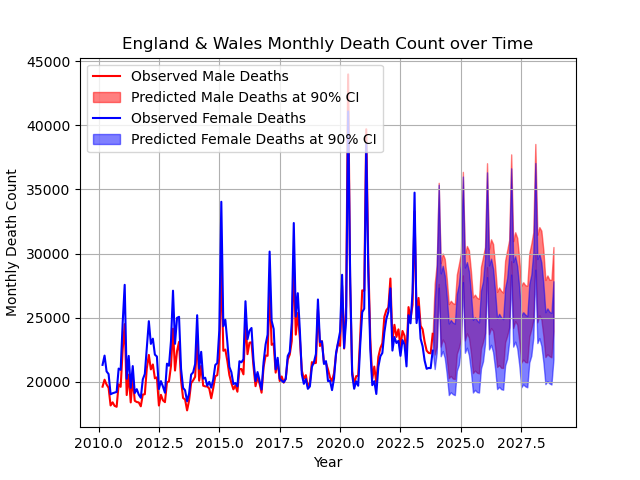 England & Wales Monthly Death Count over Time
Observed Male Deaths
Predicted Male Deaths at 90% CI
Observed Female Deaths
Predicted Female Deaths at 90% CI
Monthly Death Count
45000
40000
35000
30000
25000
20000
2010.0 2012.5 2015.0 2017.5 2020.0 2022.5 2025.0 2027.5
Year